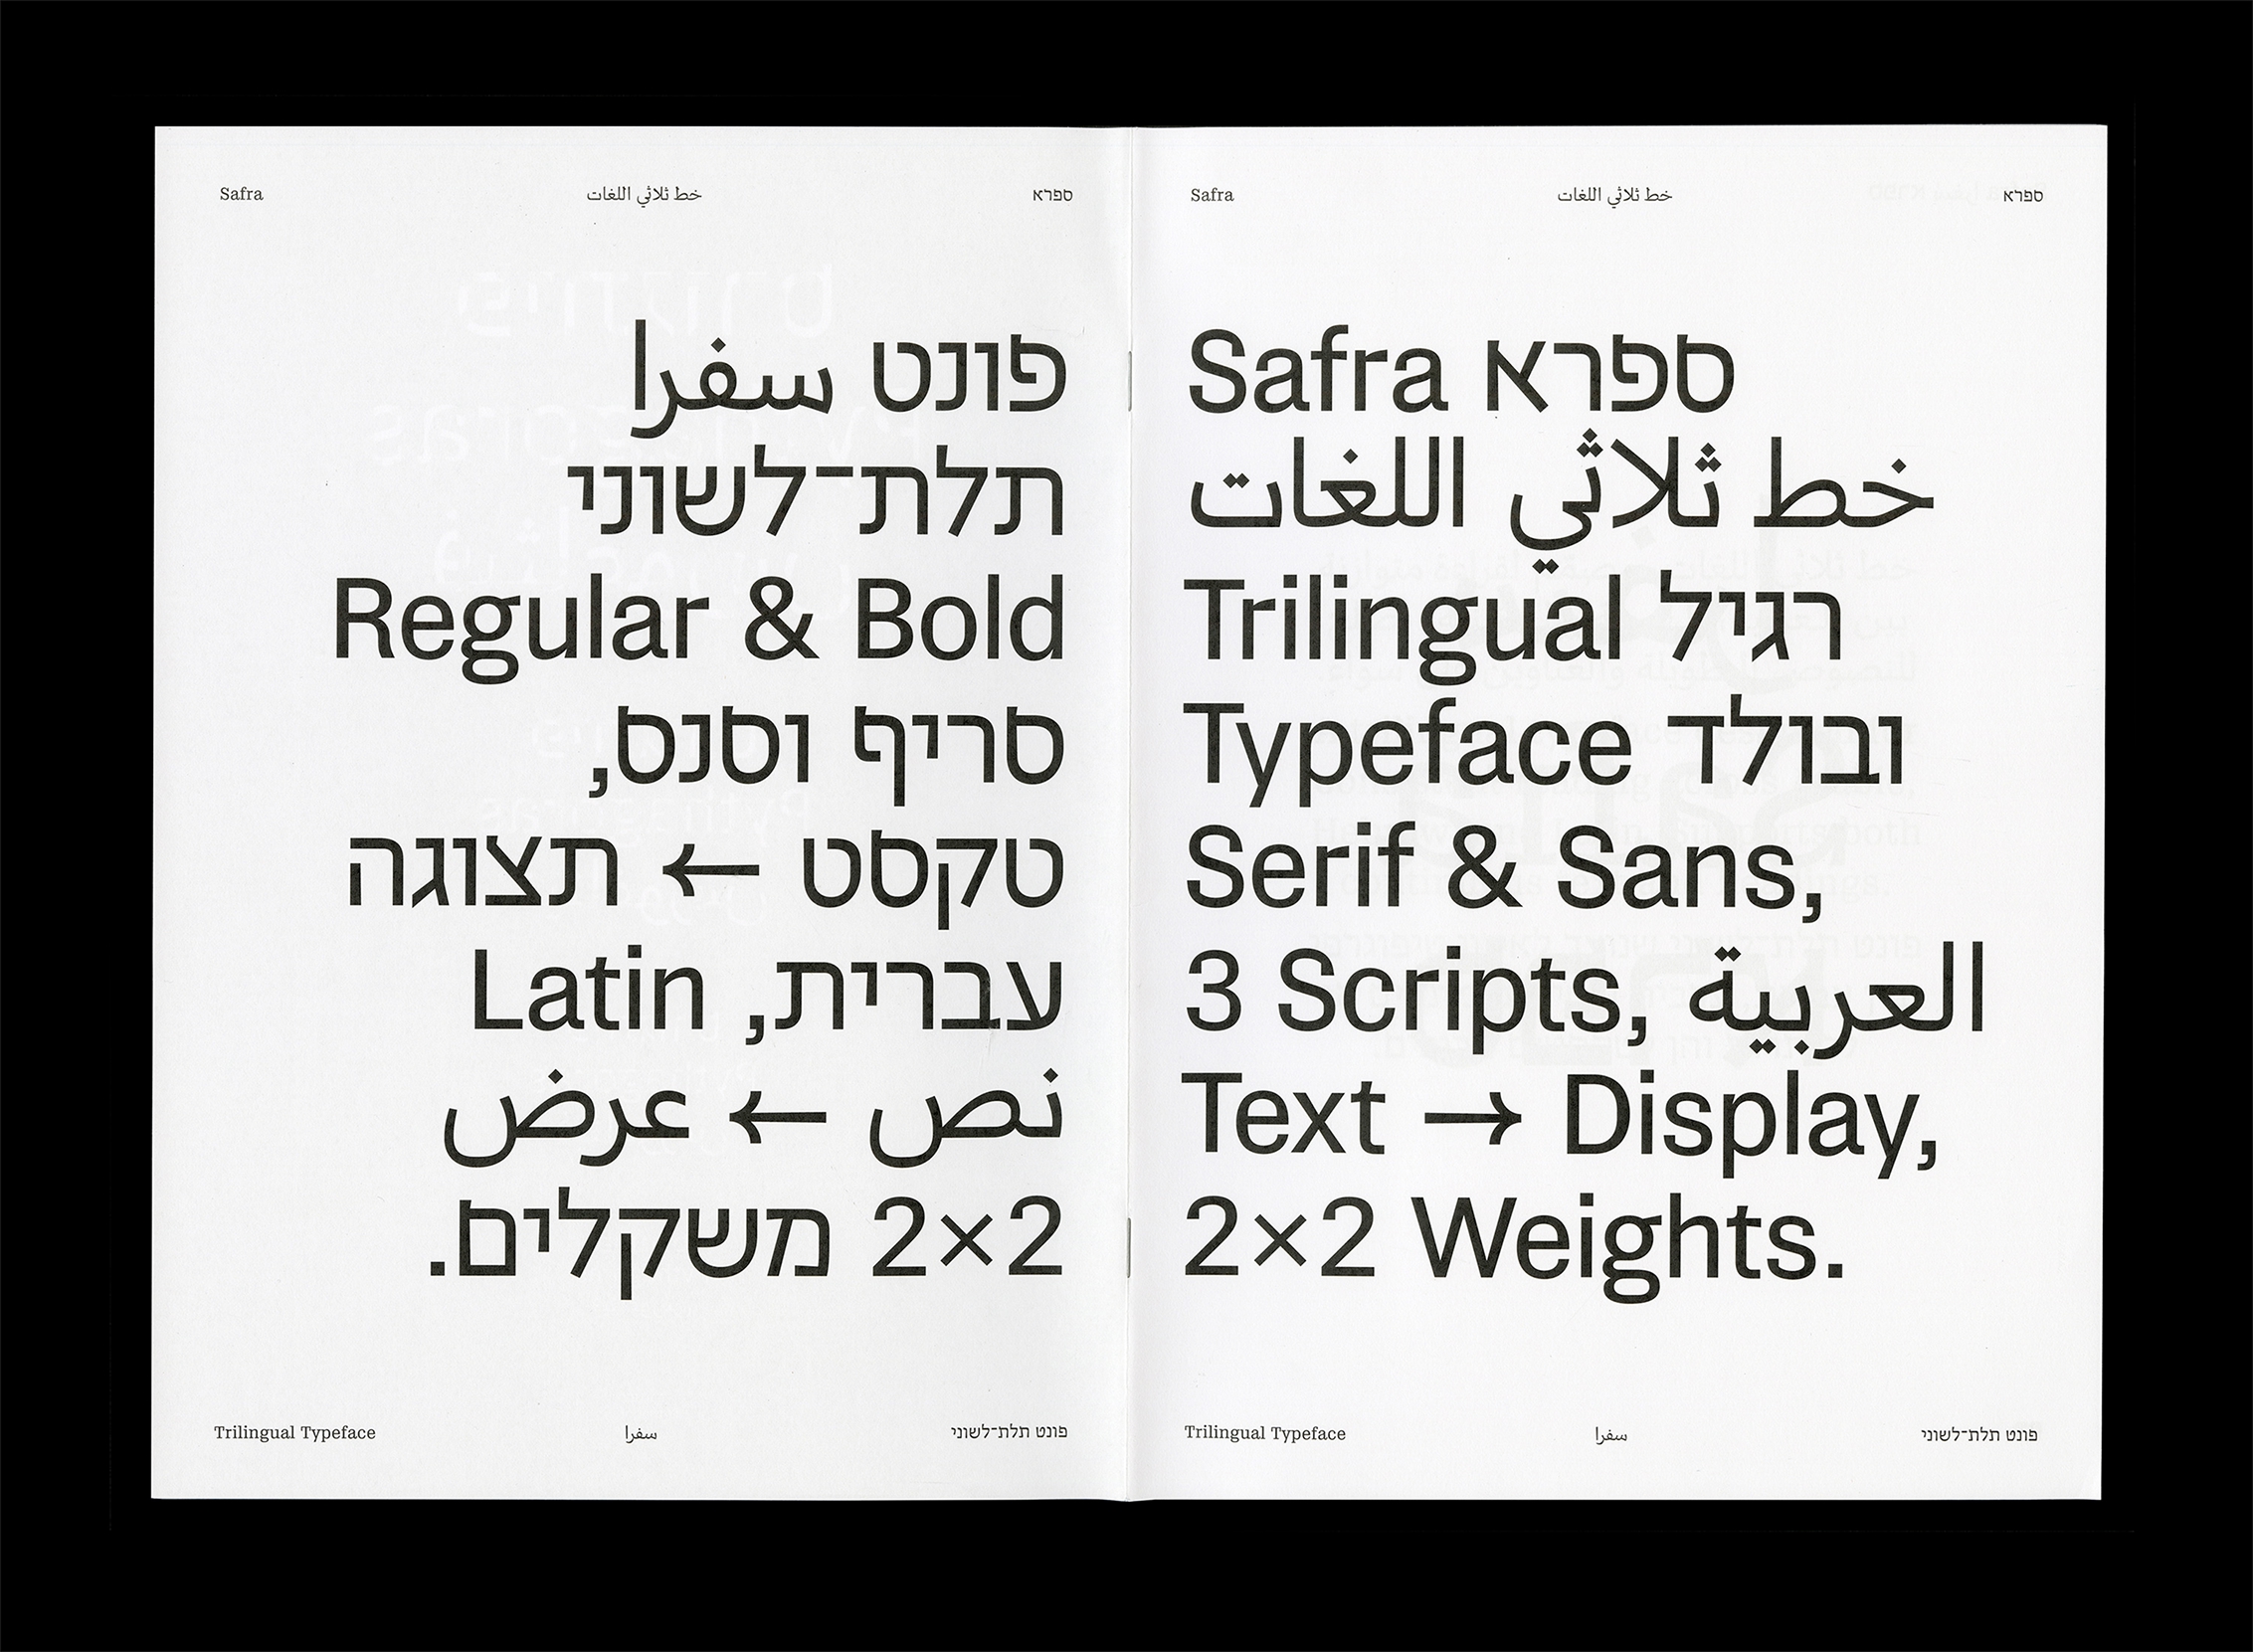 Safra
خط ثلاثي اللغات
ספרא
פונט سفرا
תלת־לשוני
Regular & Bold
סריף וסנס,
טקסט ← תצוגה
עברית, Latin
نص ← عرض
2×2 משקלים.
Trilingual Typeface
سفرا
פונט תלת־לשוני
Safra
خط ثلاثي اللغات
ספרא
Safra ספרא
خط ثلاثي اللغات
Trilingual רגיל
Typeface ובולד
Serif & Sans,
3 Scripts, العربية
Text → Display,
2×2 Weights.
Trilingual Typeface
سفرا
פונט תלת־לשוני